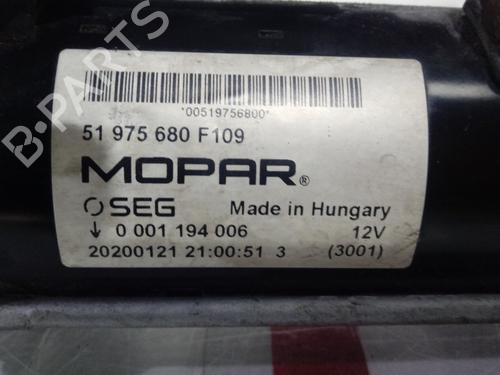 *00519756800*
51 975 680 F109
MOPAR®
SEG Made in Hungary
↓ 0 001 194 006 12V
20200121 21:00:51 3 (3001)